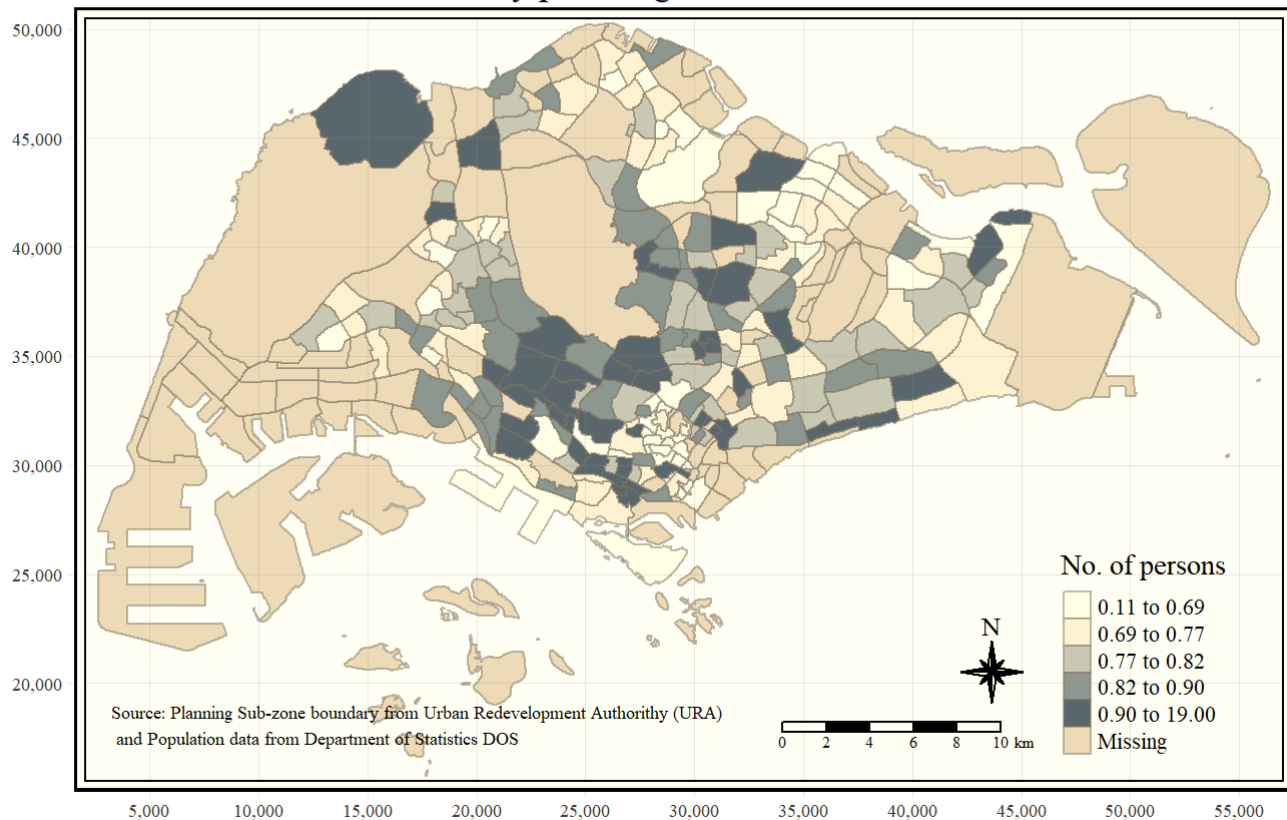 y p
50,000
45,000
40,000
35,000
30,000
25,000
20,000
No. of persons
0.11 to 0.69
0.69 to 0.77
0.77 to 0.82
0.82 to 0.90
0.90 to 19.00
Missing
N
Source: Planning Sub-zone boundary from Urban Redevelopment Authorithy (URA)
and Population data from Department of Statistics DOS
0 2 4 6 8 10 km
5,000 10,000 15,000 20,000 25,000 30,000 35,000 40,000 45,000 50,000 55,000